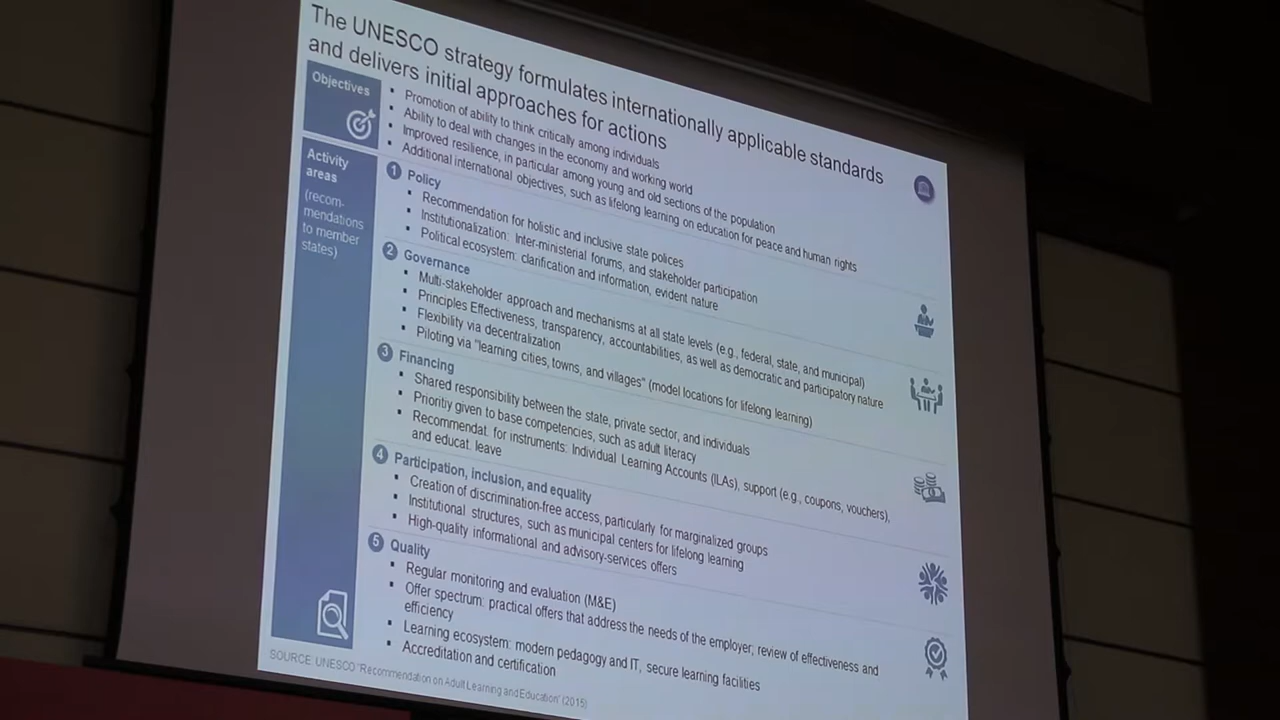 The UNESCO strategy formulates internationally applicable standards
and delivers initial approaches for actions
Objectives
▪ Promotion of ability to think critically among individuals
▪ Ability to deal with changes in the economy and working world
▪ Improved resilience, in particular among young and old sections of the population
▪ Additional international objectives, such as lifelong learning on education for peace and human rights
Activity
areas
(recom-
mendations
to member
states)
1 Policy
▪ Recommendation for holistic and inclusive state polices
▪ Institutionalization: Inter-ministerial forums, and stakeholder participation
▪ Political ecosystem: clarification and information, evident nature
2 Governance
▪ Multi-stakeholder approach and mechanisms at all state levels (e.g., federal, state, and municipal)
▪ Principles Effectiveness, transparency, accountabilities, as well as democratic and participatory nature
▪ Flexibility via decentralization
▪ Piloting via "learning cities, towns, and villages" (model locations for lifelong learning)
3 Financing
▪ Shared responsibility between the state, private sector, and individuals
▪ Priority given to base competencies, such as adult literacy
▪ Recommendat. for instruments: Individual Learning Accounts (ILAs), support (e.g., coupons, vouchers),
and educat. leave
4 Participation, inclusion, and equality
▪ Creation of discrimination-free access, particularly for marginalized groups
▪ Institutional structures, such as municipal centers for lifelong learning
▪ High-quality informational and advisory-services offers
5 Quality
▪ Regular monitoring and evaluation (M&E)
▪ Offer spectrum: practical offers that address the needs of the employer; review of effectiveness and
efficiency
▪ Learning ecosystem: modern pedagogy and IT, secure learning facilities
▪ Accreditation and certification
SOURCE: UNESCO "Recommendation on Adult Learning and Education" (2015)